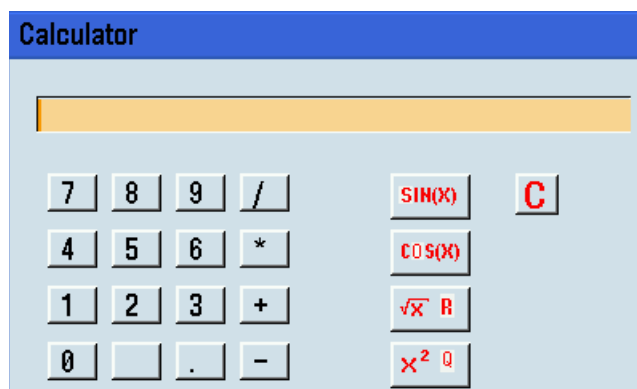 Calculator
7 8 9 / SIN(X) C
4 5 6 * COS(X)
1 2 3 + √x R
0 . - x² Q